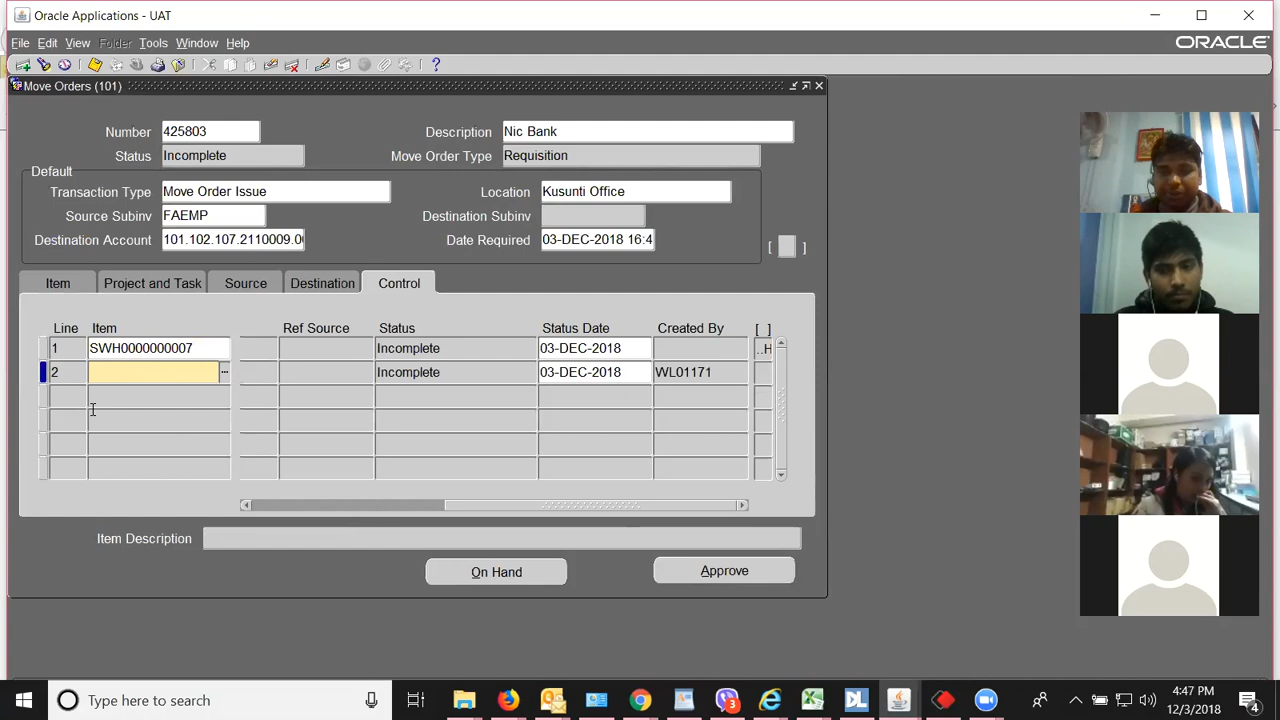 Oracle Applications - UAT
File Edit View Folder Tools Window Help
ORACLE
Move Orders (101)
Number 425803 Description Nic Bank
Status Incomplete Move Order Type Requisition
Default
Transaction Type Move Order Issue Location Kusunti Office
Source Subinv FAEMP Destination Subinv
Destination Account 101.102.107.2110009.0 Date Required 03-DEC-2018 16:4 [ ]
Item Project and Task Source Destination Control
Line Item Ref Source Status Status Date Created By [ ]
1 SWH0000000007 Incomplete 03-DEC-2018 ..H
2 ... Incomplete 03-DEC-2018 WL01171
Item Description
On Hand Approve
Type here to search
3
DL
4:47 PM
12/3/2018
4